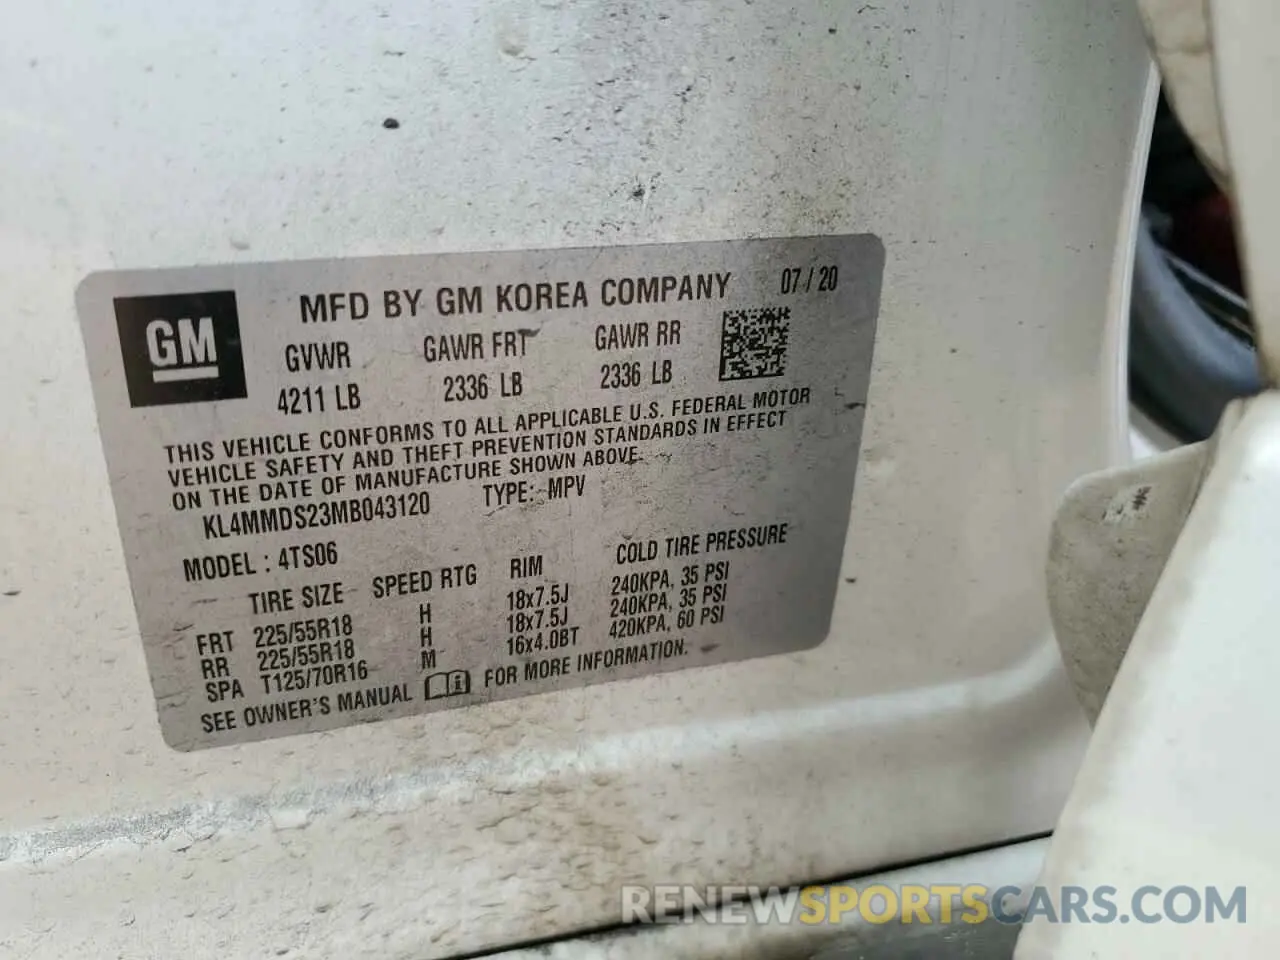 GM
MFD BY GM KOREA COMPANY 07/20
GVWR GAWR FRT GAWR RR
4211 LB 2336 LB 2336 LB
THIS VEHICLE CONFORMS TO ALL APPLICABLE U.S. FEDERAL MOTOR
VEHICLE SAFETY AND THEFT PREVENTION STANDARDS IN EFFECT
ON THE DATE OF MANUFACTURE SHOWN ABOVE.
KL4MMDS23MB043120 TYPE: MPV
MODEL : 4TS06
TIRE SIZE SPEED RTG RIM COLD TIRE PRESSURE
FRT 225/55R18 H 18x7.5J 240KPA, 35 PSI
RR 225/55R18 H 18x7.5J 240KPA, 35 PSI
SPA T125/70R16 M 16x4.0BT 420KPA, 60 PSI
SEE OWNER'S MANUAL i FOR MORE INFORMATION.
RENEWSPORTSCARS.COM